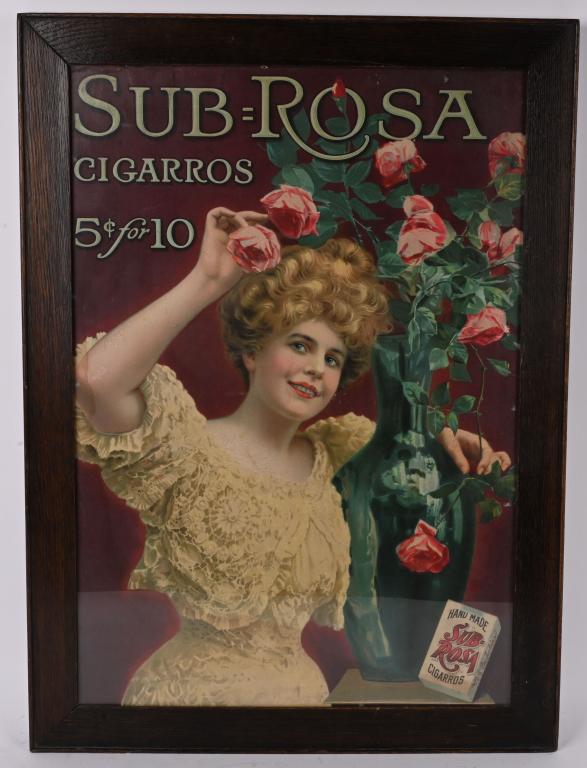 SUB-ROSA
CIGARROS
5¢ for 10
HAND MADE
SUB-
ROSA
CIGARROS